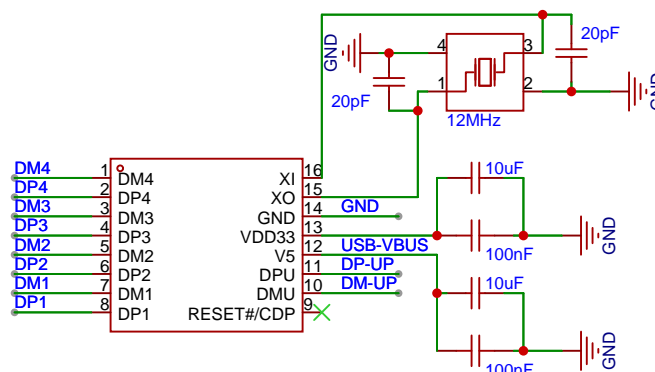 20pF
GND
4
3
1
2
20pF
GND
12MHz
DM4
1
DM4
DP4
2
DP4
DM3
3
DM3
DP3
4
DP3
DM2
5
DM2
DP2
6
DP2
DM1
7
DM1
DP1
8
DP1
XI
16
XO
15
GND
14
GND
VDD33
13
V5
12
USB-VBUS
DPU
11
DP-UP
DMU
10
DM-UP
RESET#/CDP
9
10uF
100nF
GND
10uF
100nF
GND